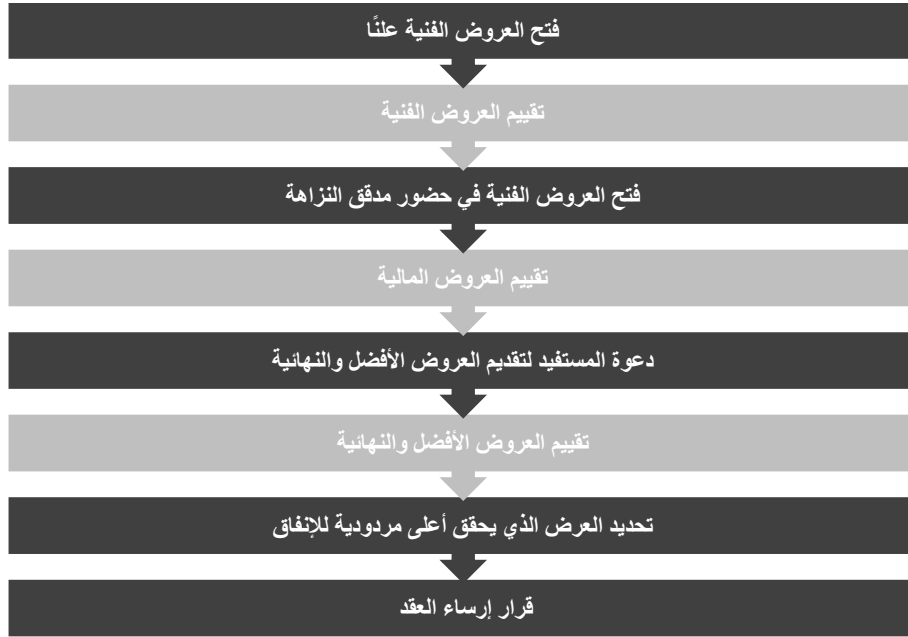 فتح العروض الفنية علنًا
تقييم العروض الفنية
فتح العروض الفنية في حضور مدقق النزاهة
تقييم العروض المالية
دعوة المستفيد لتقديم العروض الأفضل والنهائية
تقييم العروض الأفضل والنهائية
تحديد العرض الذي يحقق أعلى مردودية للإنفاق
قرار إرساء العقد